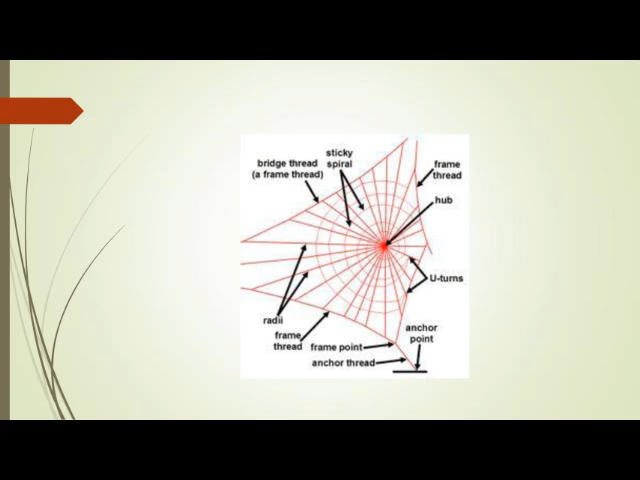 sticky
spiral
bridge thread
(a frame thread)
frame
thread
hub
U-turns
radii
frame
thread
frame point
anchor thread
anchor
point